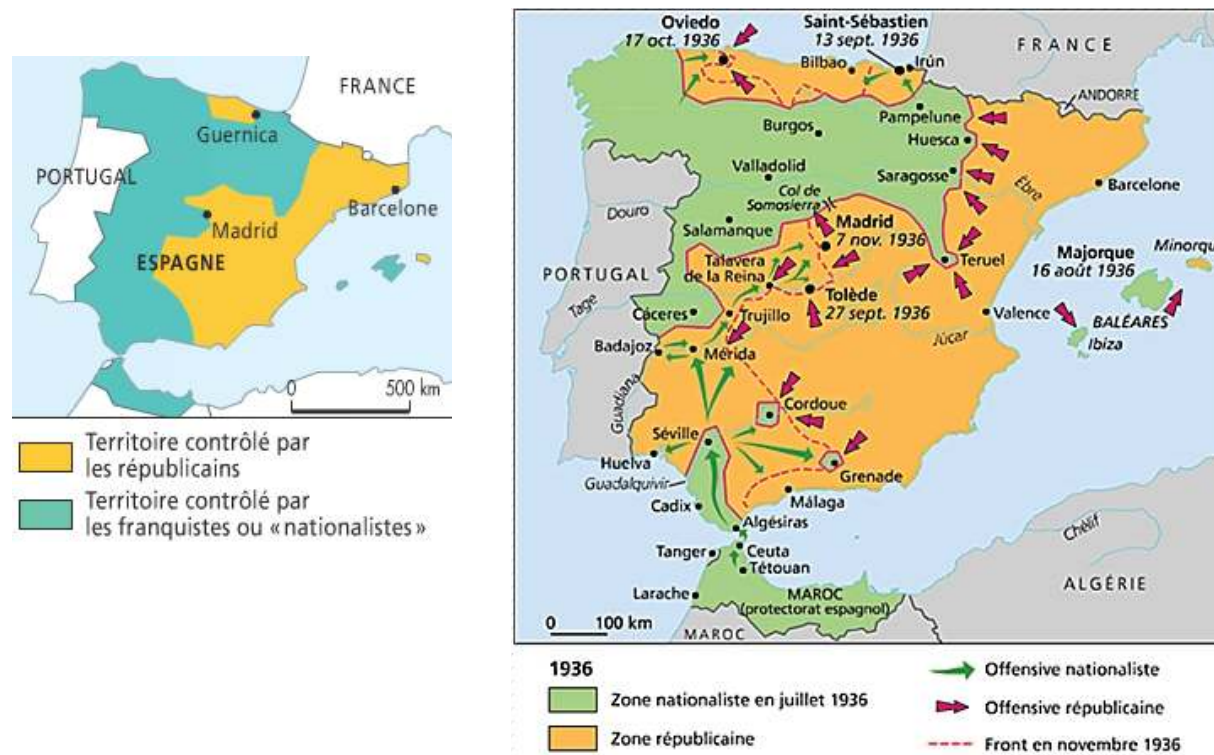 FRANCE
Guernica
PORTUGAL
Barcelone
Madrid
ESPAGNE
0 500 km
Territoire contrôlé par
les républicains
Territoire contrôlé par
les franquistes ou « nationalistes »
Oviedo
17 oct. 1936
Saint-Sébastien
13 sept. 1936
FRANCE
Bilbao
Irún
ANDORRE
Pampelune
Burgos
Huesca
Valladolid
Saragosse
Èbre
Barcelone
Col de
Somosierra
Douro
Salamanque
Madrid
7 nov. 1936
Majorque
16 août 1936
Minorque
Talavera
de la Reina
Teruel
PORTUGAL
Tolède
27 sept. 1936
Tage
Cáceres
Trujillo
Valence
BALÉARES
Ibiza
Júcar
Badajoz
Mérida
Guadiana
Cordoue
Séville
Huelva
Guadalquivir
Grenade
Cadix
Málaga
Algésiras
Chélif
Tanger
Ceuta
Tétouan
ALGÉRIE
Larache
MAROC
(protectorat espagnol)
0 100 km
MAROC
1936
Zone nationaliste en juillet 1936
Zone républicaine
Offensive nationaliste
Offensive républicaine
Front en novembre 1936